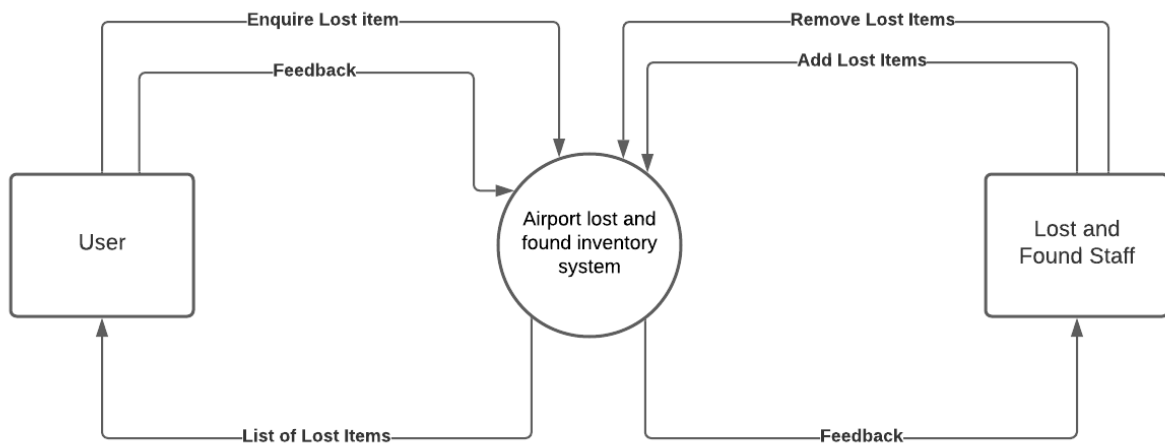 Enquire Lost item
Remove Lost Items
Feedback
Add Lost Items
User
Airport lost and
found inventory
system
Lost and
Found Staff
List of Lost Items
Feedback